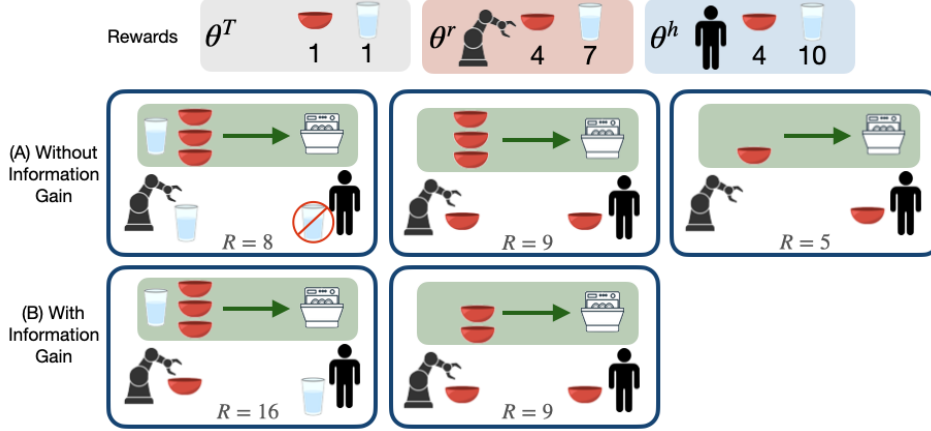 Rewards θ^T 1 1 θ^r 4 7 θ^h 4 10
(A) Without
Information
Gain
R = 8 R = 9 R = 5
(B) With
Information
Gain
R = 16 R = 9